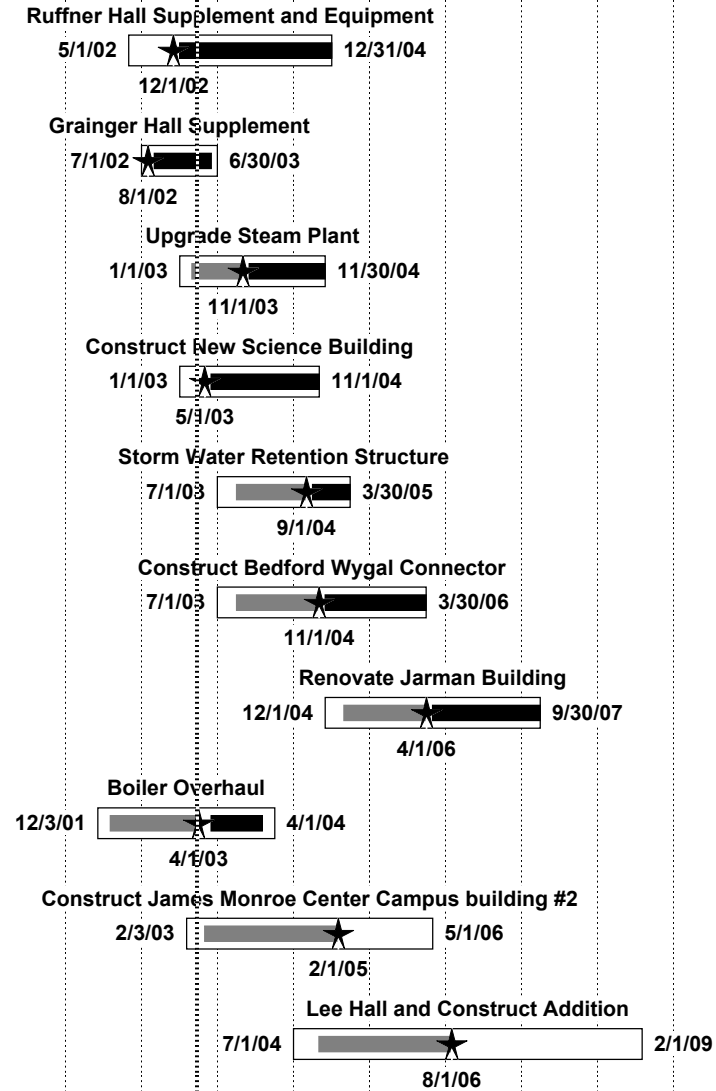 Ruffner Hall Supplement and Equipment
5/1/02 12/31/04
12/1/02
Grainger Hall Supplement
7/1/02 6/30/03
8/1/02
Upgrade Steam Plant
1/1/03 11/30/04
11/1/03
Construct New Science Building
1/1/03 11/1/04
5/1/03
Storm Water Retention Structure
7/1/03 3/30/05
9/1/04
Construct Bedford Wygal Connector
7/1/03 3/30/06
11/1/04
Renovate Jarman Building
12/1/04 9/30/07
4/1/06
Boiler Overhaul
12/3/01 4/1/04
4/1/03
Construct James Monroe Center Campus building #2
2/3/03 5/1/06
2/1/05
Lee Hall and Construct Addition
7/1/04 2/1/09
8/1/06